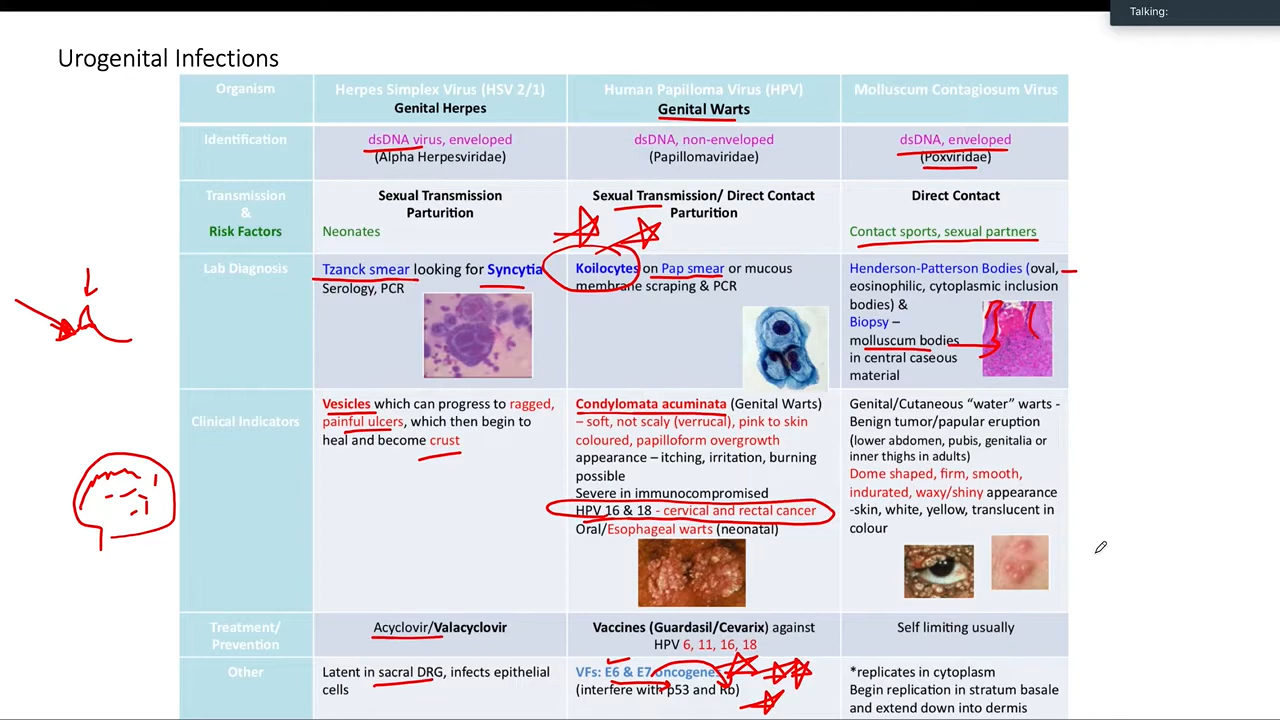 Talking:
Urogenital Infections
Organism
Herpes Simplex Virus (HSV 2/1)
Genital Herpes
Human Papilloma Virus (HPV)
Genital Warts
Molluscum Contagiosum Virus
Identification
dsDNA virus, enveloped
(Alpha Herpesviridae)
dsDNA, non-enveloped
(Papillomaviridae)
dsDNA, enveloped
(Poxviridae)
Transmission
&
Risk Factors
Sexual Transmission
Parturition
Neonates
Sexual Transmission/ Direct Contact
Parturition
Direct Contact
Contact sports, sexual partners
Lab Diagnosis
Tzanck smear looking for Syncytia
Serology, PCR
Koilocytes on Pap smear or mucous
membrane scraping & PCR
Henderson-Patterson Bodies (oval,
eosinophilic, cytoplasmic inclusion
bodies) &
Biopsy –
molluscum bodies
in central caseous
material
Clinical Indicators
Vesicles which can progress to ragged,
painful ulcers, which then begin to
heal and become crust
Condylomata acuminata (Genital Warts)
– soft, not scaly (verrucal), pink to skin
coloured, papilloform overgrowth
appearance – itching, irritation, burning
possible
Severe in immunocompromised
HPV 16 & 18 - cervical and rectal cancer
Oral/Esophageal warts (neonatal)
Genital/Cutaneous “water” warts -
Benign tumor/papular eruption
(lower abdomen, pubis, genitalia or
inner thighs in adults)
Dome shaped, firm, smooth,
indurated, waxy/shiny appearance
-skin, white, yellow, translucent in
colour
Treatment/
Prevention
Acyclovir/Valacyclovir
Vaccines (Guardasil/Cevarix) against
HPV 6, 11, 16, 18
Self limiting usually
Other
Latent in sacral DRG, infects epithelial
cells
VFs: E6 & E7 oncogene
(interfere with p53 and Rb)
*replicates in cytoplasm
Begin replication in stratum basale
and extend down into dermis